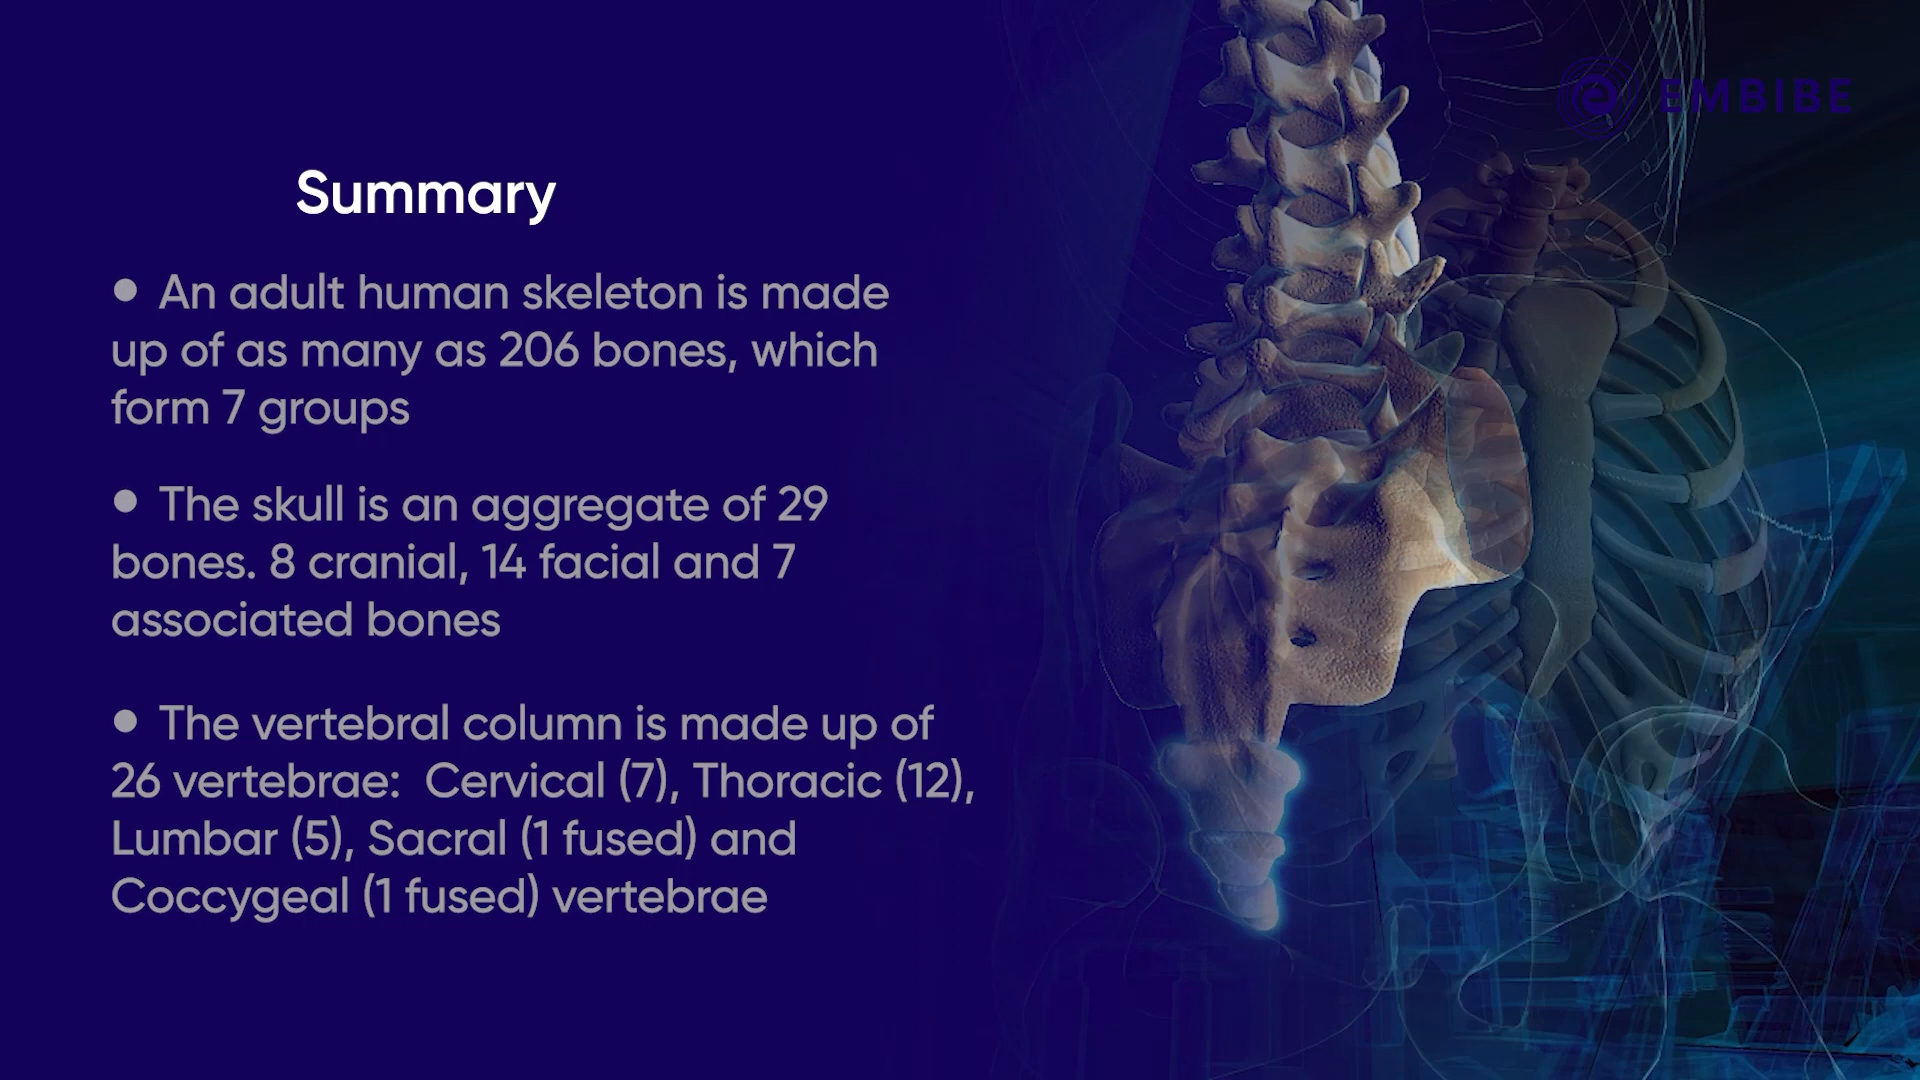 EMBIBE
Summary
• An adult human skeleton is made
up of as many as 206 bones, which
form 7 groups
• The skull is an aggregate of 29
bones. 8 cranial, 14 facial and 7
associated bones
• The vertebral column is made up of
26 vertebrae: Cervical (7), Thoracic (12),
Lumbar (5), Sacral (1 fused) and
Coccygeal (1 fused) vertebrae